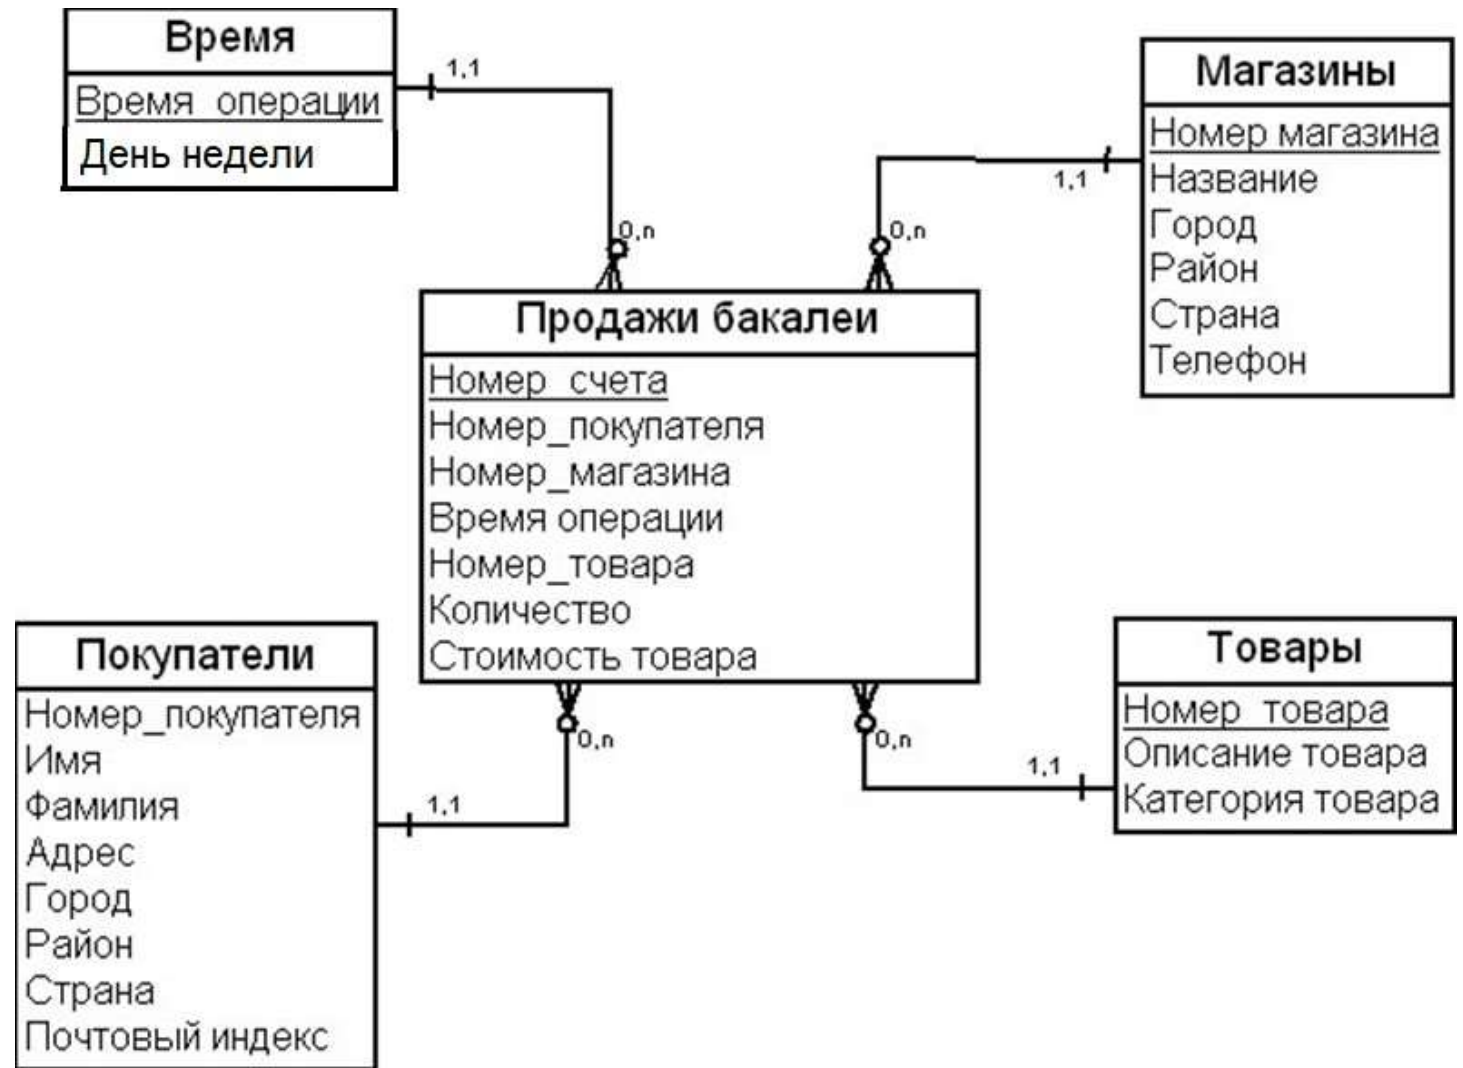 Время
Время_операции
День недели
1,1
0,n
Магазины
Номер магазина
Название
Город
Район
Страна
Телефон
1,1
0,n
Продажи бакалеи
Номер_счета
Номер_покупателя
Номер_магазина
Время операции
Номер_товара
Количество
Стоимость товара
Покупатели
Номер_покупателя
Имя
Фамилия
Адрес
Город
Район
Страна
Почтовый индекс
1,1
0,n
Товары
Номер_товара
Описание товара
Категория товара
1,1
0,n